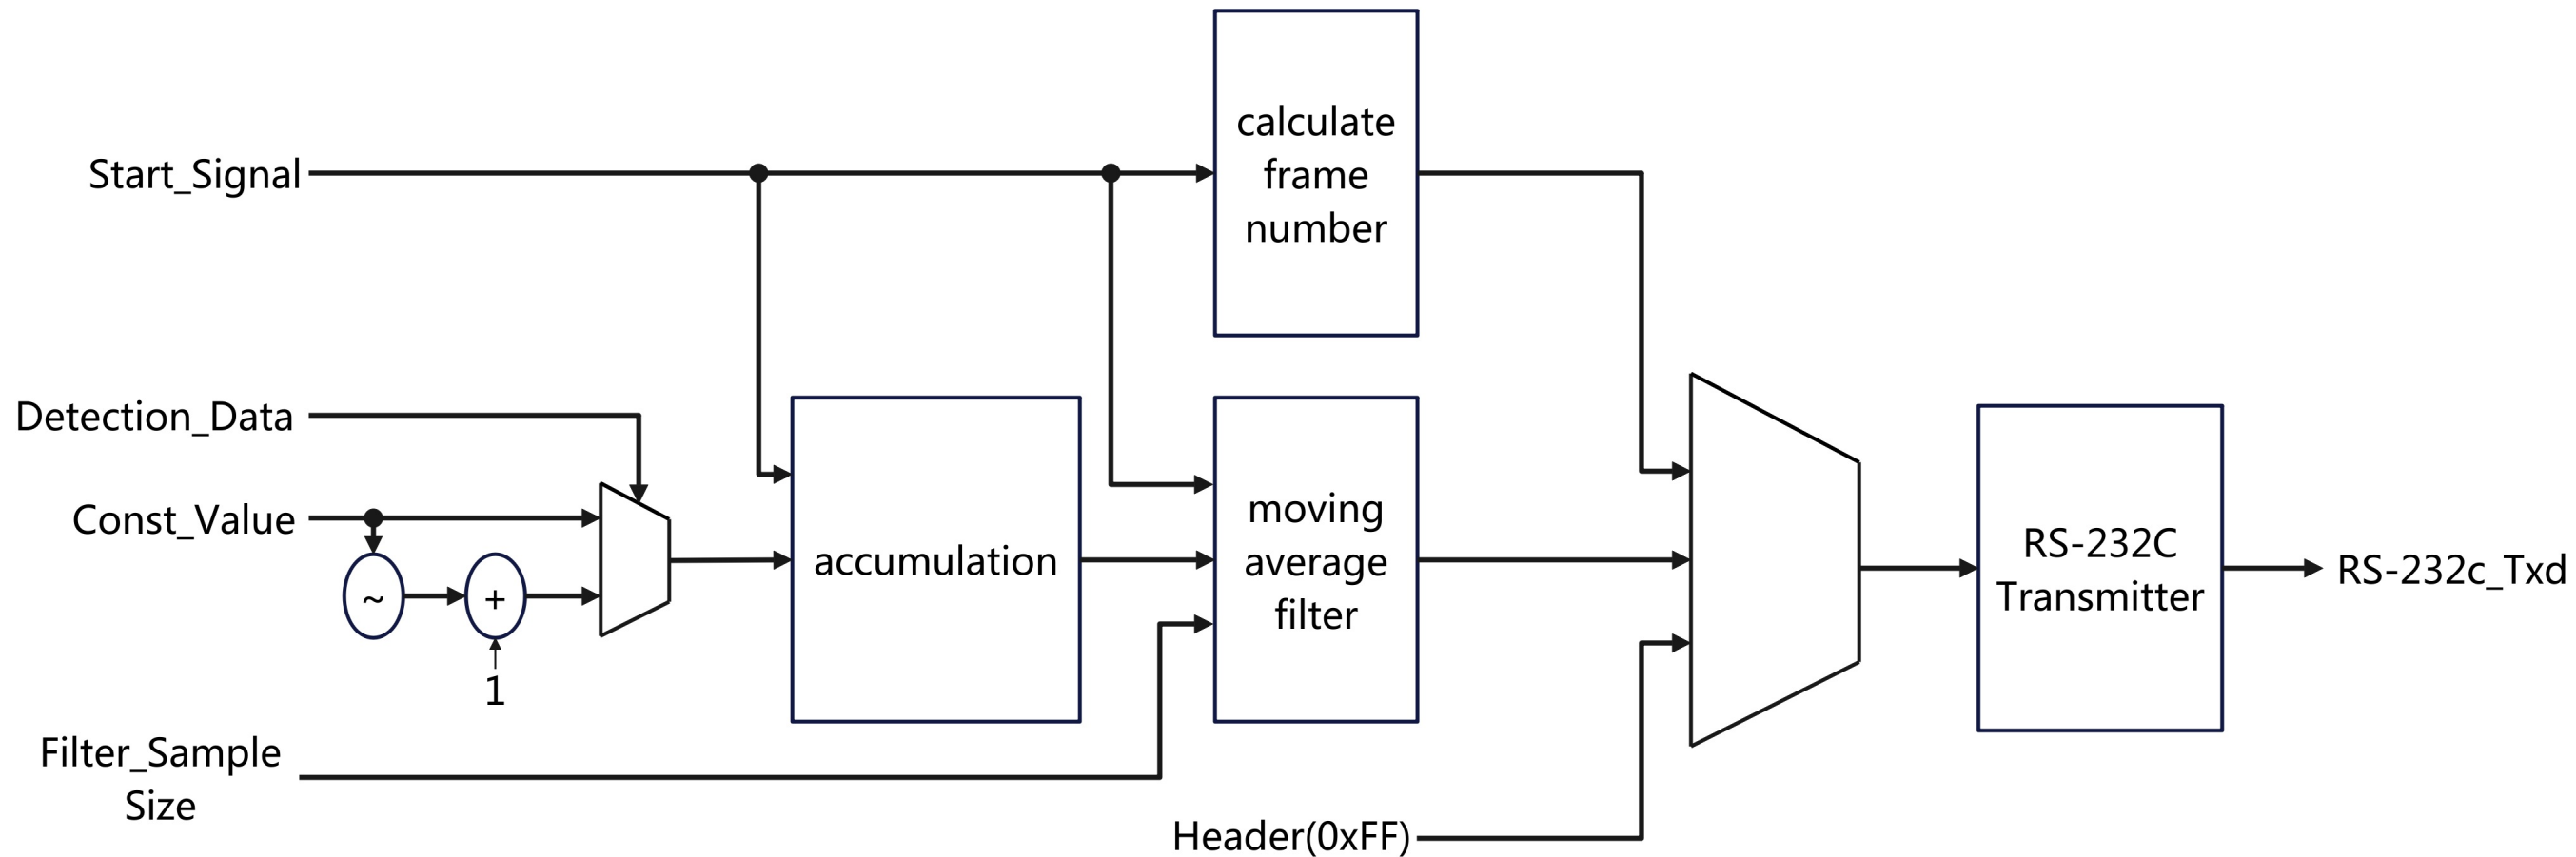 calculate
frame
number
Start_Signal
Detection_Data
Const_Value
~
+
1
accumulation
moving
average
filter
RS-232C
Transmitter
RS-232c_Txd
Filter_Sample
Size
Header(0xFF)